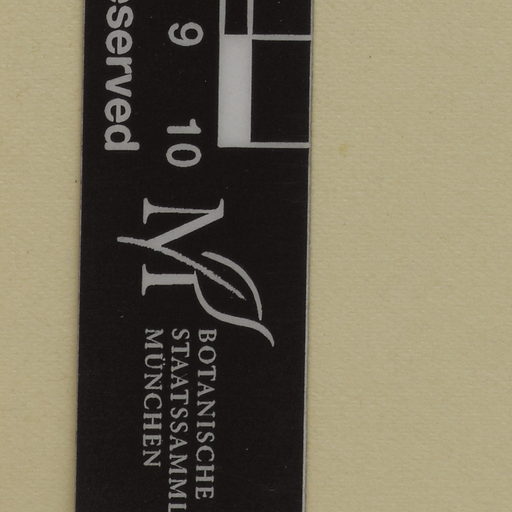 eserved
9 10
M
BOTANISCHE
STAATSSAMML
MÜNCHEN